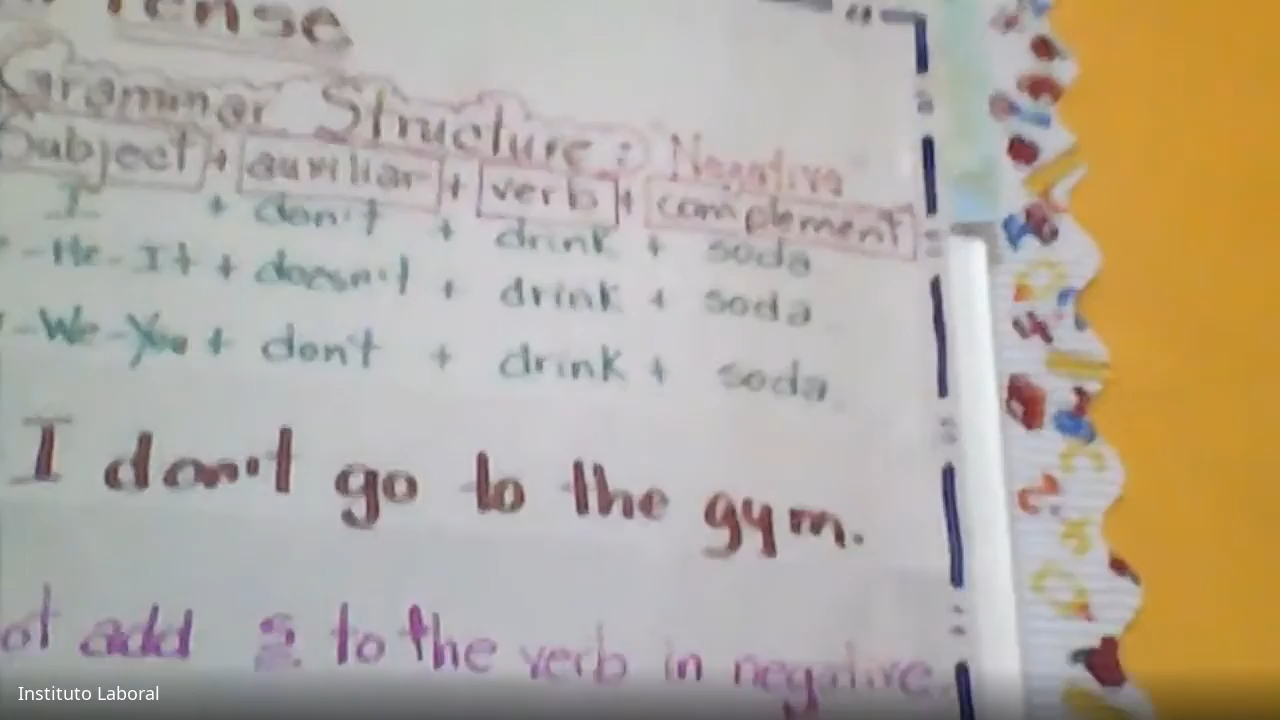 Tense
Grammar Structure: Negative
Subject + auxiliar + verb + complement
I + don't + drink + soda
-He-It + doesn't + drink + soda
-We-You + don't + drink + soda
I don't go to the gym.
add s to the verb in negative.
Instituto Laboral